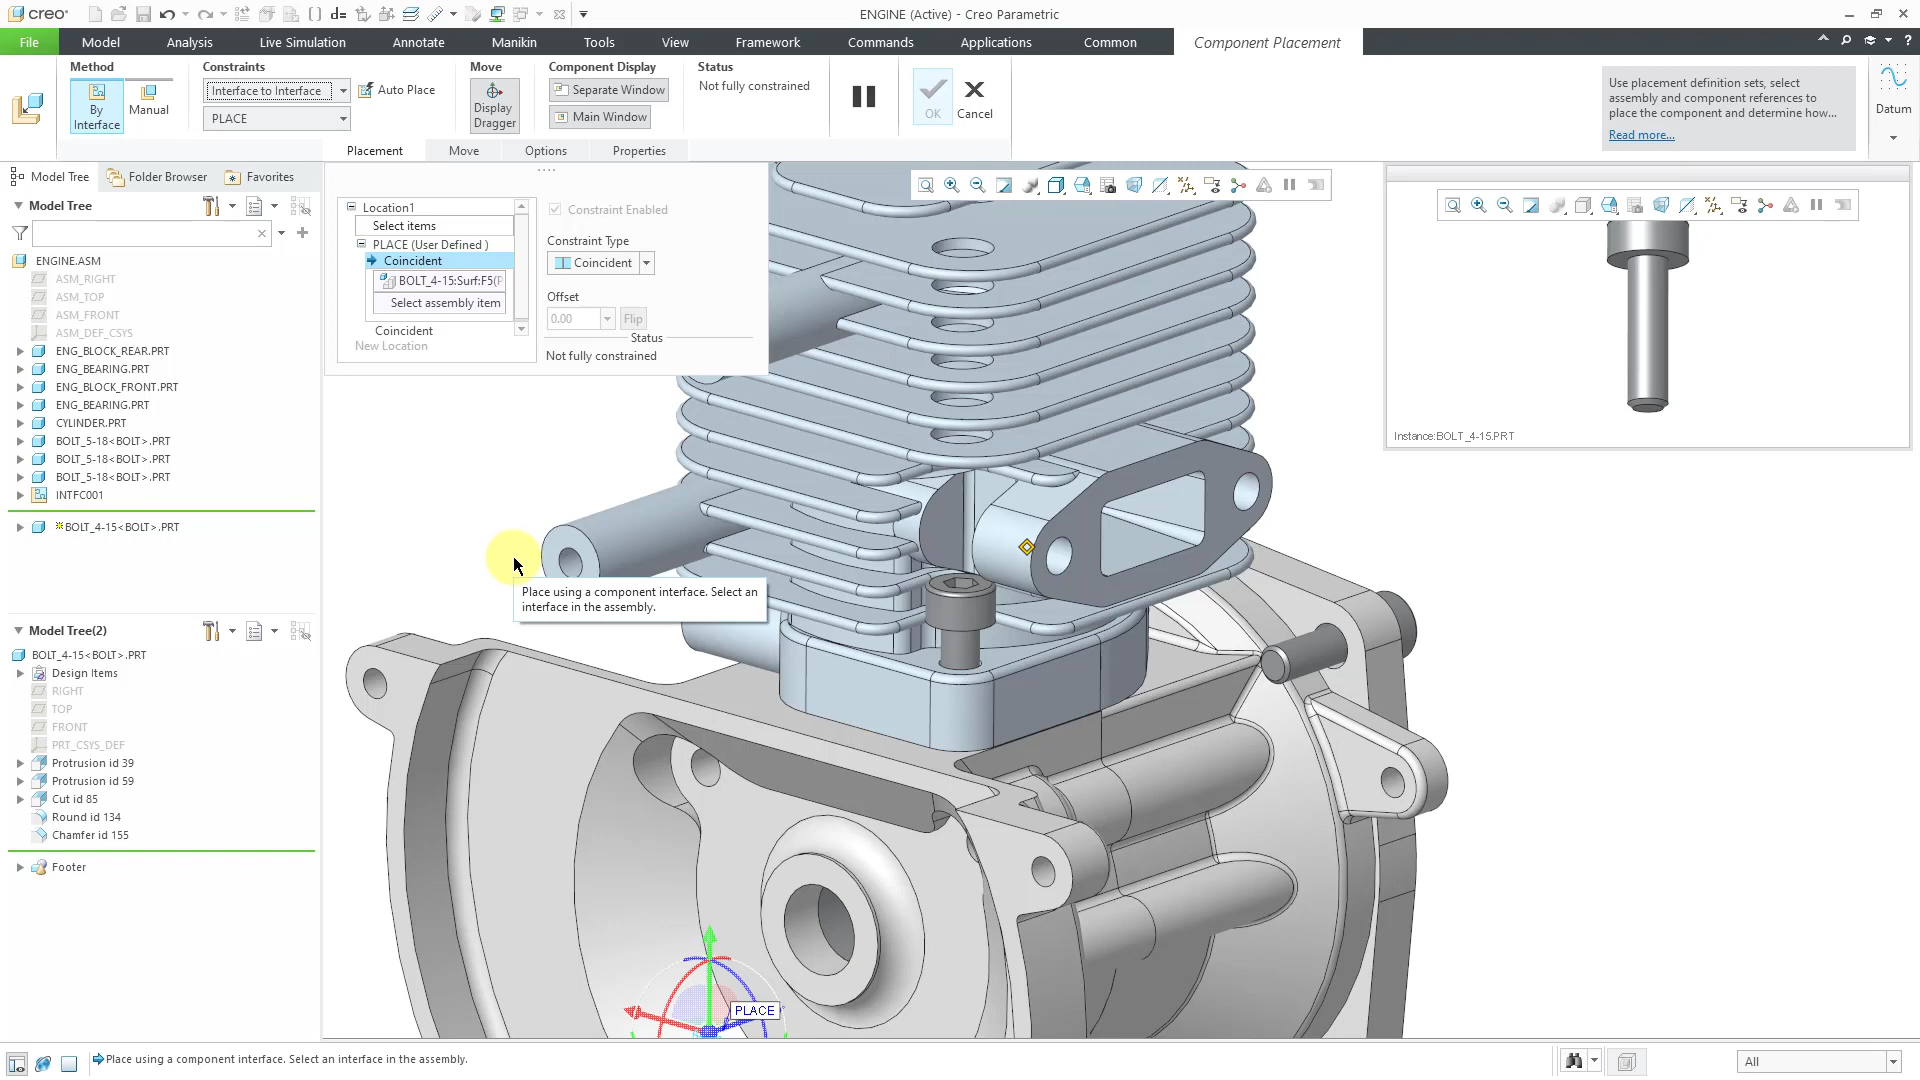 creo
ENGINE (Active) - Creo Parametric
File
Model
Analysis
Live Simulation
Annotate
Manikin
Tools
View
Framework
Commands
Applications
Common
Component Placement
Method
By Interface
Manual
Constraints
Interface to Interface
PLACE
Auto Place
Move
Display Dragger
Component Display
Separate Window
Main Window
Status
Not fully constrained
OK
Cancel
Use placement definition sets, select
assembly and component references to
place the component and determine how...
Read more...
Datum
Placement
Move
Options
Properties
Model Tree
Folder Browser
Favorites
Model Tree
ENGINE.ASM
ASM_RIGHT
ASM_TOP
ASM_FRONT
ASM_DEF_CSYS
ENG_BLOCK_REAR.PRT
ENG_BEARING.PRT
ENG_BLOCK_FRONT.PRT
ENG_BEARING.PRT
CYLINDER.PRT
BOLT_5-18<BOLT>.PRT
BOLT_5-18<BOLT>.PRT
BOLT_5-18<BOLT>.PRT
INTFC001
BOLT_4-15<BOLT>.PRT
Model Tree(2)
BOLT_4-15<BOLT>.PRT
Design Items
RIGHT
TOP
FRONT
PRT_CSYS_DEF
Protrusion id 39
Protrusion id 59
Cut id 85
Round id 134
Chamfer id 155
Footer
Location1
Select items
PLACE (User Defined )
Coincident
BOLT_4-15:Surf:F5(P
Select assembly item
Coincident
New Location
Constraint Enabled
Constraint Type
Coincident
Offset
0.00
Flip
Status
Not fully constrained
Instance:BOLT_4-15.PRT
Place using a component interface. Select an
interface in the assembly.
PLACE
Place using a component interface. Select an interface in the assembly.
All